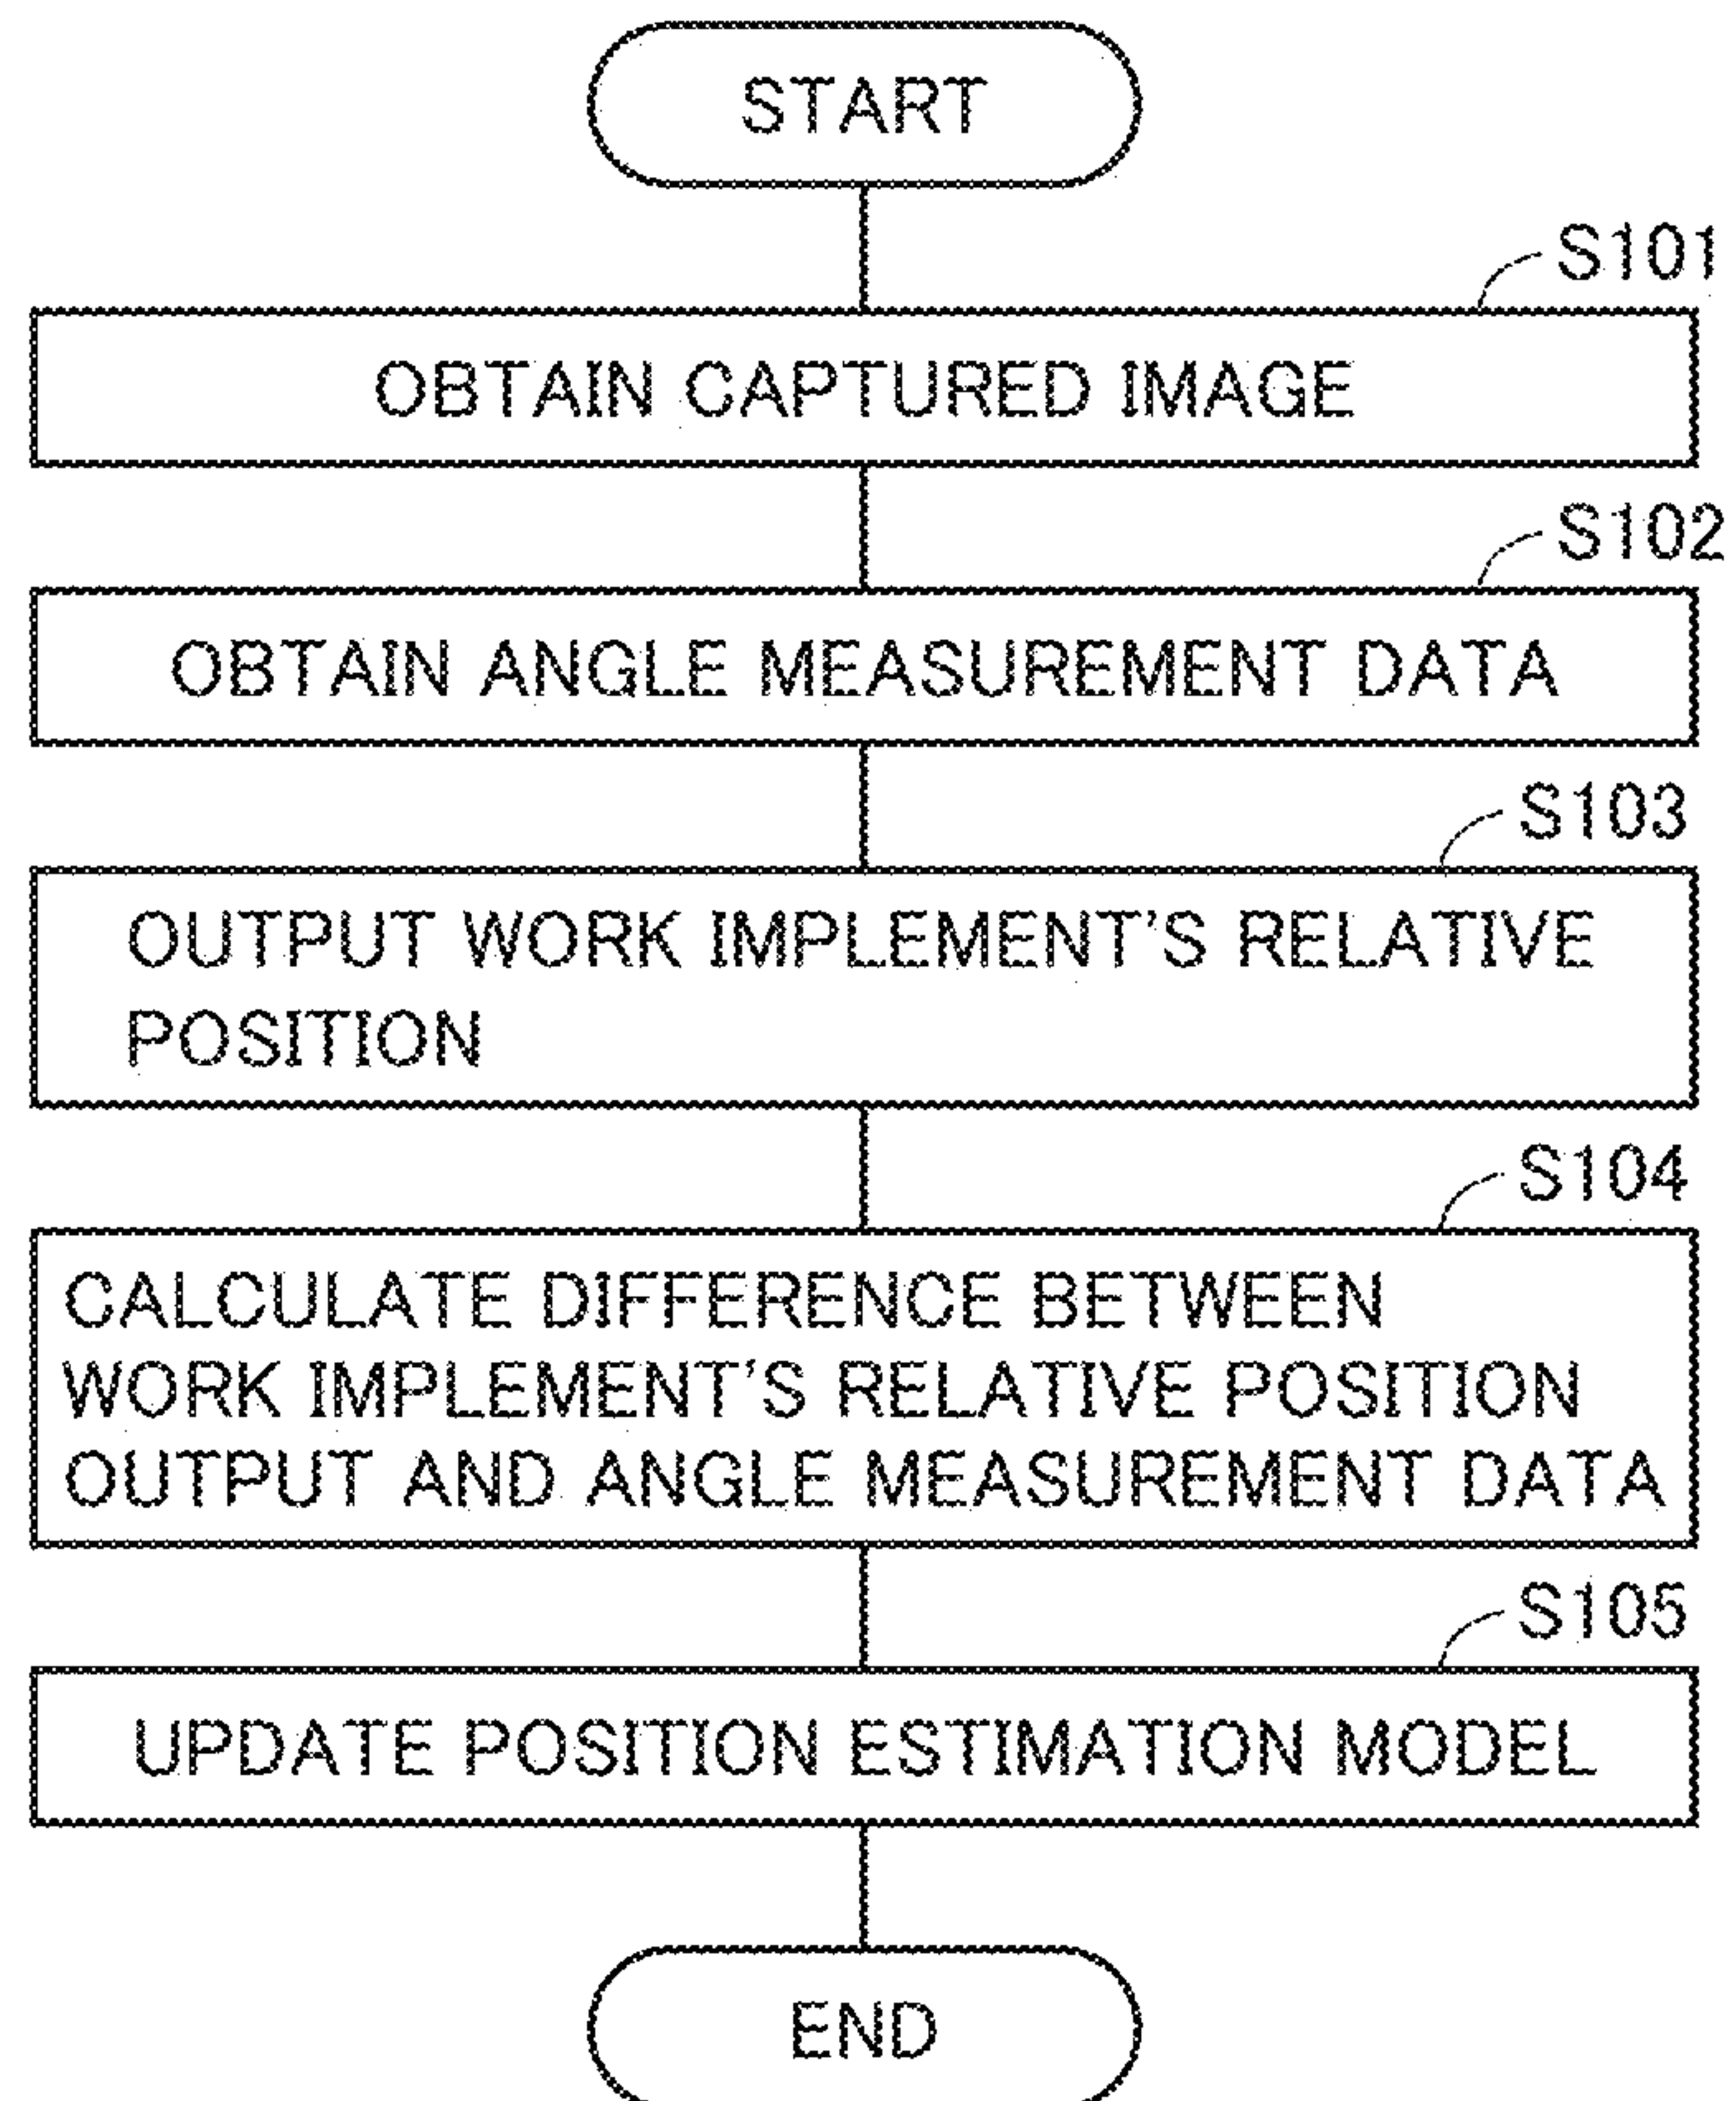 START
S101
OBTAIN CAPTURED IMAGE
S102
OBTAIN ANGLE MEASUREMENT DATA
S103
OUTPUT WORK IMPLEMENT'S RELATIVE
POSITION
S104
CALCULATE DIFFERENCE BETWEEN
WORK IMPLEMENT'S RELATIVE POSITION
OUTPUT AND ANGLE MEASUREMENT DATA
S105
UPDATE POSITION ESTIMATION MODEL
END